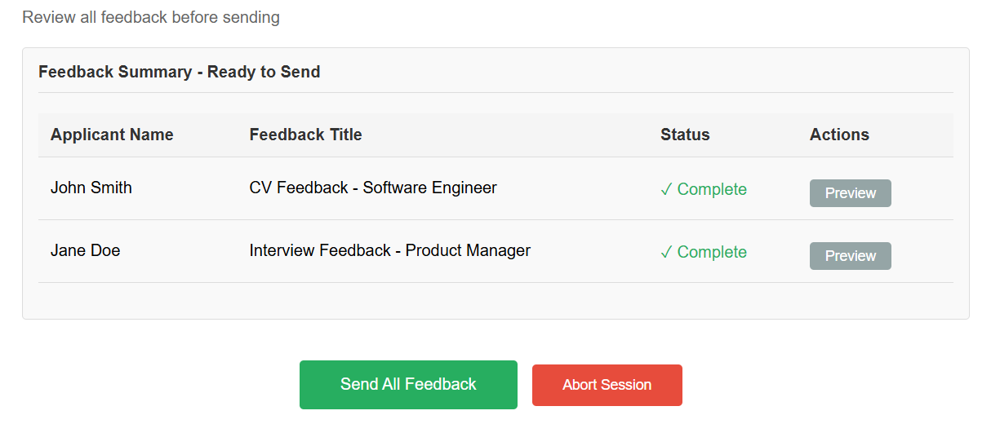 Review all feedback before sending
Feedback Summary - Ready to Send
Applicant Name Feedback Title Status Actions
John Smith CV Feedback - Software Engineer ✓ Complete Preview
Jane Doe Interview Feedback - Product Manager ✓ Complete Preview
Send All Feedback Abort Session